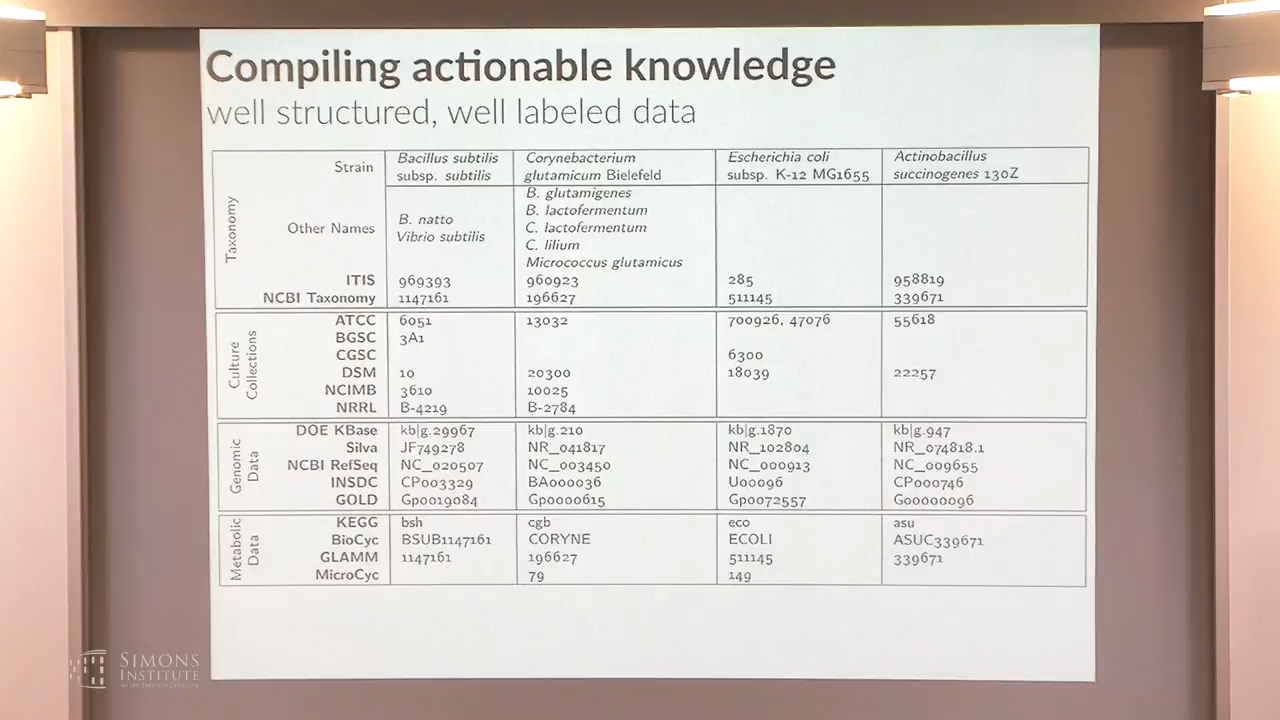 Compiling actionable knowledge
well structured, well labeled data
Taxonomy
Strain Bacillus subtilis subsp. subtilis Corynebacterium glutamicum Bielefeld Escherichia coli subsp. K-12 MG1655 Actinobacillus succinogenes 130Z
Other Names B. natto Vibrio subtilis B. glutamigenes B. lactofermentum C. lactofermentum C. lilium Micrococcus glutamicus
ITIS 969393 960923 285 958819
NCBI Taxonomy 1147161 196627 511145 339671
Culture Collections
ATCC 6051 13032 700926, 47076 55618
BGSC 3A1
CGSC 6300
DSM 10 20300 18039 22257
NCIMB 3610 10025
NRRL B-4219 B-2784
Genomic Data
DOE KBase kb|g.29967 kb|g.210 kb|g.1870 kb|g.947
Silva JF749278 NR_041817 NR_102804 NR_074818.1
NCBI RefSeq NC_020507 NC_003450 NC_000913 NC_009655
INSDC CP003329 BA000036 U00096 CP000746
GOLD Gp0019084 Gp0000615 Gp0072557 Go0000096
Metabolic Data
KEGG bsh cgb eco asu
BioCyc BSUB1147161 CORYNE ECOLI ASUC339671
GLAMM 1147161 196627 511145 339671
MicroCyc 79 149
SIMONS
INSTITUTE